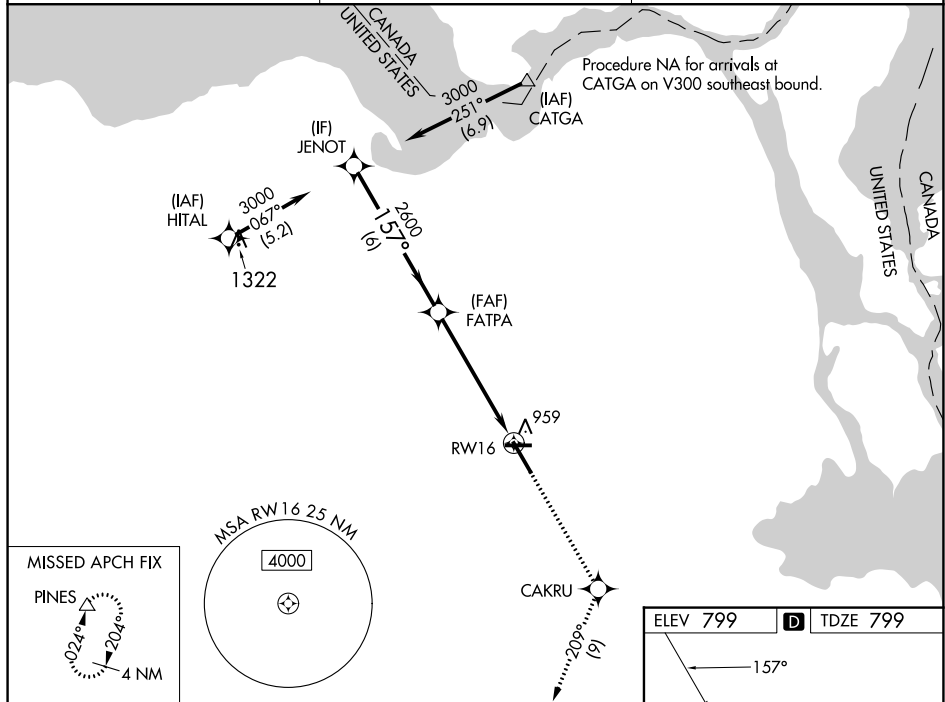 CANADA
UNITED STATES
Procedure NA for arrivals at
CATGA on V300 southeast bound.
3000
251°
(6.9)
(IAF)
CATGA
(IF)
JENOT
(IAF)
HITAL
3000
067°
(5.2)
1322
2600
157°
(6)
CANADA
UNITED STATES
(FAF)
FATPA
959
RW16
MSA RW16 25 NM
4000
MISSED APCH FIX
PINES
024°
204°
4 NM
CAKRU
209°
(9)
ELEV 799 D TDZE 799
157°